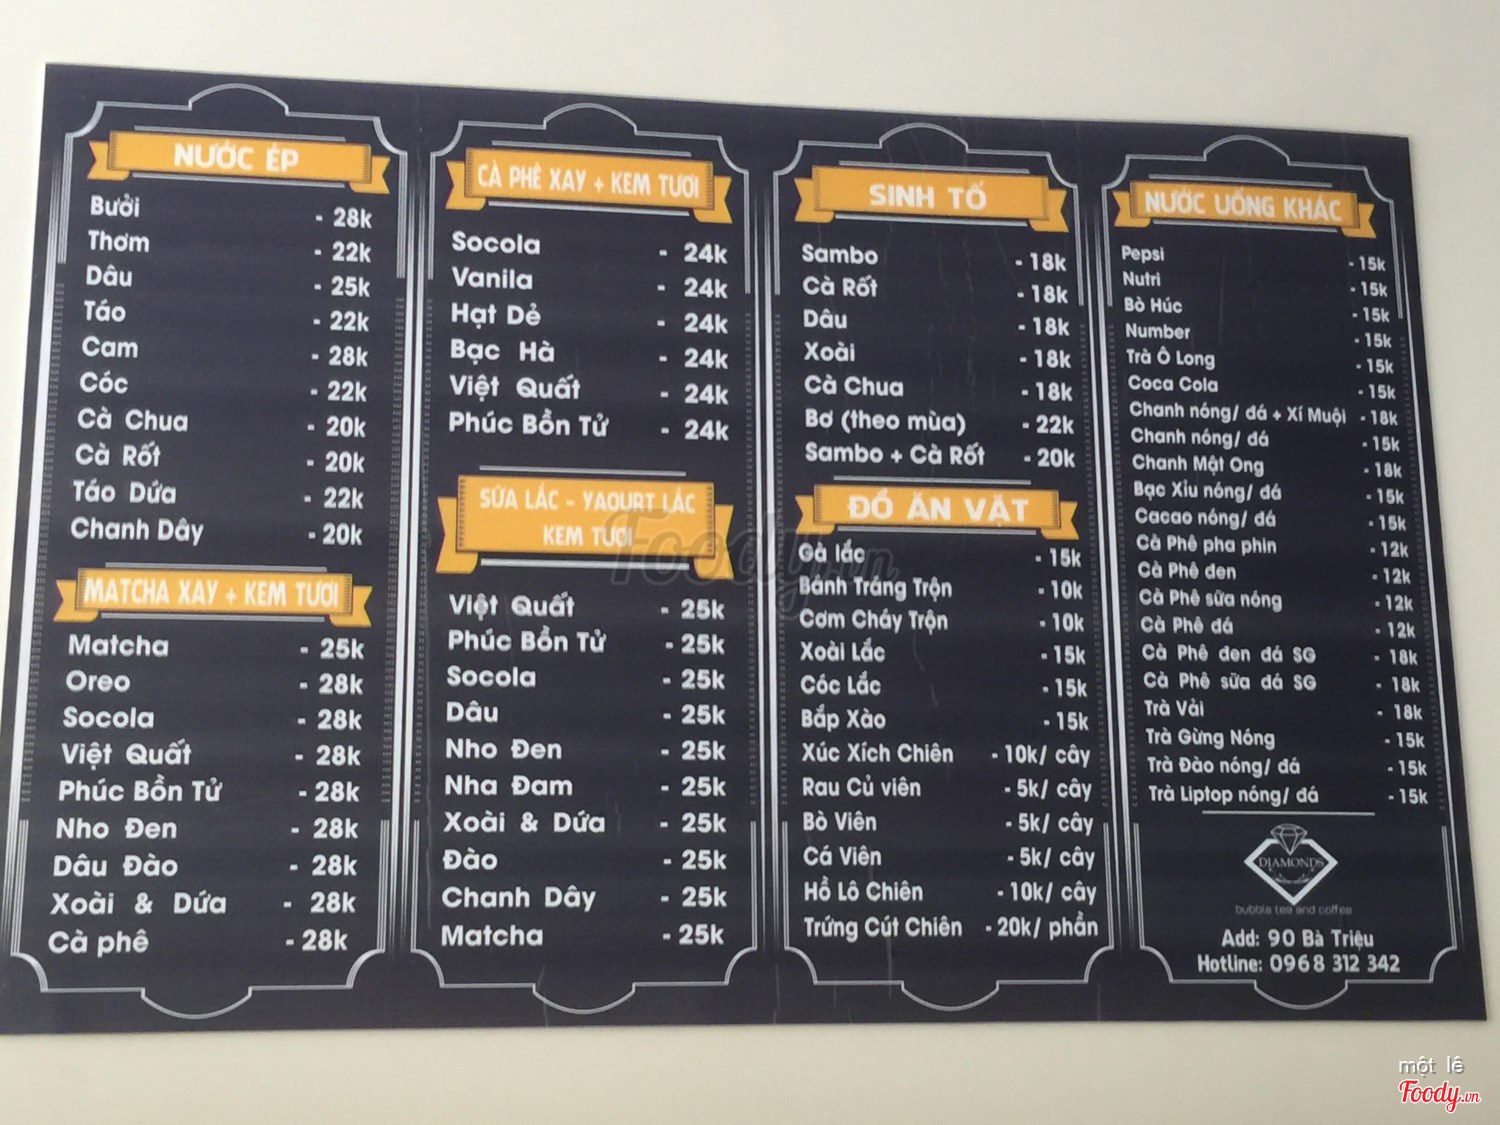 NƯỚC ÉP
Bưởi - 28k
Thơm - 22k
Dâu - 25k
Táo - 22k
Cam - 28k
Cóc - 22k
Cà Chua - 20k
Cà Rốt - 20k
Táo Dứa - 22k
Chanh Dây - 20k
MATCHA XAY + KEM TƯƠI
Matcha - 25k
Oreo - 28k
Socola - 28k
Việt Quất - 28k
Phúc Bồn Tử - 28k
Nho Đen - 28k
Dâu Đào - 28k
Xoài & Dứa - 28k
Cà phê - 28k
CÀ PHÊ XAY + KEM TƯƠI
Socola - 24k
Vanila - 24k
Hạt Dẻ - 24k
Bạc Hà - 24k
Việt Quất - 24k
Phúc Bồn Tử - 24k
SỮA LẮC - YAOURT LẮC
KEM TƯƠI
Việt Quất - 25k
Phúc Bồn Tử - 25k
Socola - 25k
Dâu - 25k
Nho Đen - 25k
Nha Đam - 25k
Xoài & Dứa - 25k
Đào - 25k
Chanh Dây - 25k
Matcha - 25k
SINH TỐ
Sambo - 18k
Cà Rốt - 18k
Dâu - 18k
Xoài - 18k
Cà Chua - 18k
Bơ (theo mùa) - 22k
Sambo + Cà Rốt - 20k
ĐỒ ĂN VẶT
Gà lắc - 15k
Bánh Tráng Trộn - 10k
Cơm Cháy Trộn - 10k
Xoài Lắc - 15k
Cóc Lắc - 15k
Bắp Xào - 15k
Xúc Xích Chiên - 10k/ cây
Rau Củ viên - 5k/ cây
Bò Viên - 5k/ cây
Cá Viên - 5k/ cây
Hồ Lô Chiên - 10k/ cây
Trứng Cút Chiên - 20k/ phần
NƯỚC UỐNG KHÁC
Pepsi - 15k
Nutri - 15k
Bò Húc - 15k
Number - 15k
Trà Ô Long - 15k
Coca Cola - 15k
Chanh nóng/ đá + Xí Muội - 18k
Chanh nóng/ đá - 15k
Chanh Mật Ong - 18k
Bạc Xỉu nóng/ đá - 15k
Cacao nóng/ đá - 15k
Cà Phê pha phin - 12k
Cà Phê đen - 12k
Cà Phê sữa nóng - 12k
Cà Phê đá - 12k
Cà Phê đen đá SG - 18k
Cà Phê sữa đá SG - 18k
Trà Vải - 18k
Trà Gừng Nóng - 15k
Trà Đào nóng/ đá - 15k
Trà Liptop nóng/ đá - 15k
DIAMONDS
bubble tea and coffee
Add: 90 Bà Triệu
Hotline: 0968 312 342
Foody.vn
một lê
Foody.vn